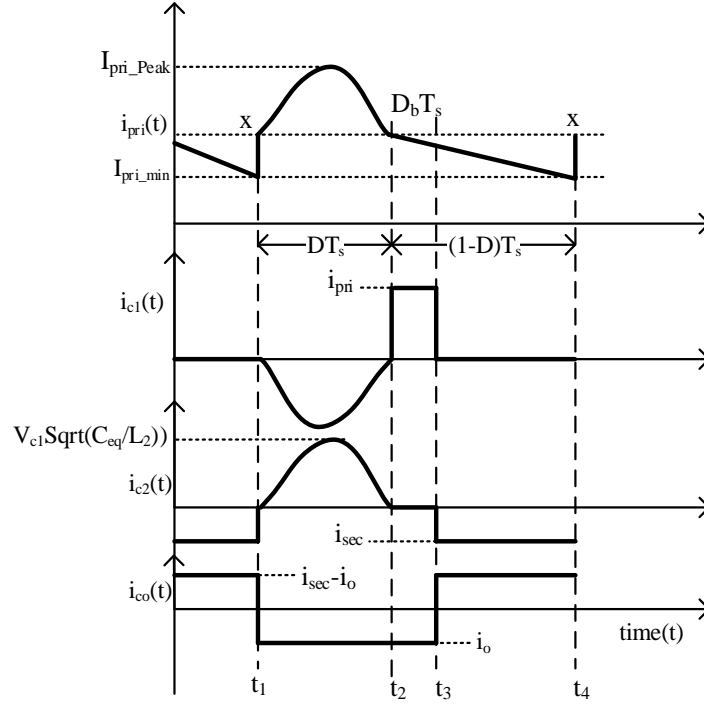 I_pri_Peak
D_bT_s
i_pri(t)
x
x
I_pri_min
DT_s
(1-D)T_s
i_pri
i_c1(t)
V_c1Sqrt(C_eq/L_2))
i_c2(t)
i_sec
i_sec-i_o
i_co(t)
time(t)
i_o
t_1
t_2
t_3
t_4